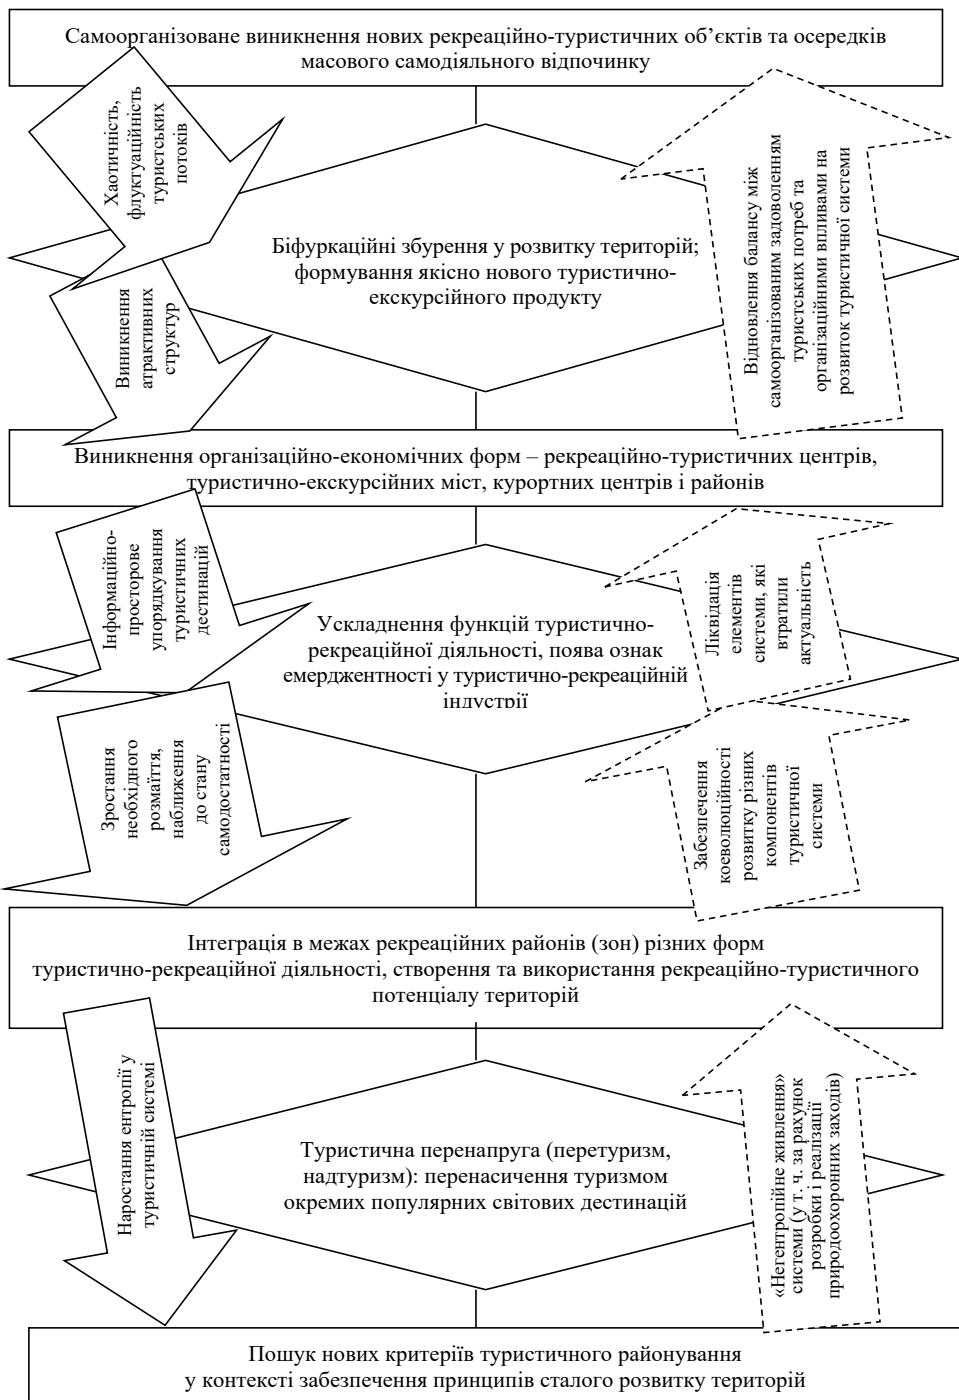 Самоорганізоване виникнення нових рекреаційно-туристичних об’єктів та осередків
масового самодіяльного відпочинку
Хаотичність,
флуктуаційність
туристських
потоків
Біфуркаційні збурення у розвитку територій;
формування якісно нового туристично-
екскурсійного продукту
Відновлення балансу між
самоорганізованим задоволенням
туристських потреб та
організаційними впливами на
розвиток туристичної системи
Виникнення
атрактивних
структур
Виникнення організаційно-економічних форм – рекреаційно-туристичних центрів,
туристично-екскурсійних міст, курортних центрів і районів
Інформаційно-
просторове
упорядкування
туристичних
дестинацій
Ускладнення функцій туристично-
рекреаційної діяльності, поява ознак
емерджентності у туристично-рекреаційній
індустрії
Ліквідація
елементів
системи, які
втратили
актуальність
Зростання
необхідного
розмаїття,
наближення
до стану
самодостатності
Забезпечення
коеволюційності
розвитку різних
компонентів
туристичної
системи
Інтеграція в межах рекреаційних районів (зон) різних форм
туристично-рекреаційної діяльності, створення та використання рекреаційно-туристичного
потенціалу територій
Наростання ентропії у
туристичній системі
Туристична перенапруга (перетуризм,
надтуризм): перенасичення туризмом
окремих популярних світових дестинацій
«Негентропійне живлення»
системи (у т. ч. за рахунок
розробки і реалізації
природоохоронних заходів)
Пошук нових критеріїв туристичного районування
у контексті забезпечення принципів сталого розвитку територій